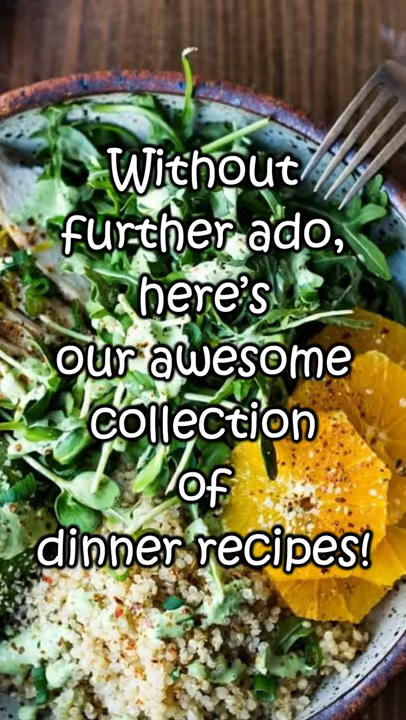 Without
further ado,
here's
our awesome
collection
of
dinner recipes!